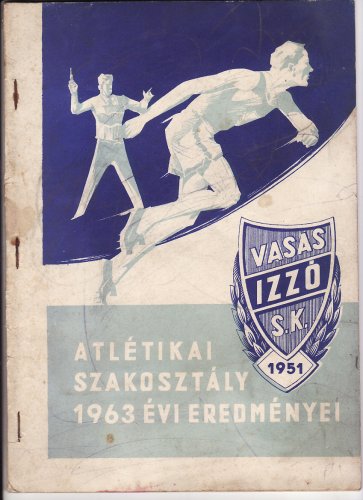 VASAS
IZZÓ
S.K.
1951
ATLÉTIKAI
SZAKOSZTÁLY
1963 ÉVI EREDMÉNYEI